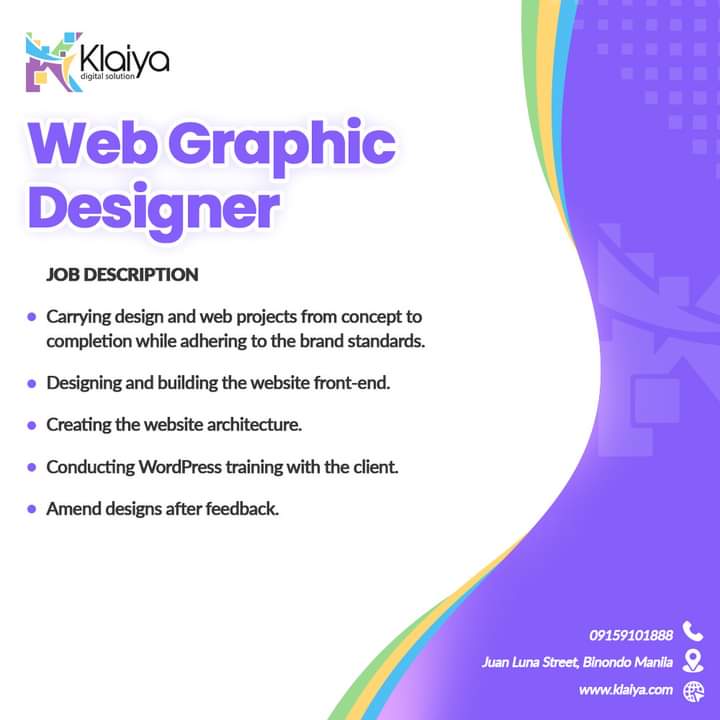 Klaiya
digital solution
Web Graphic
Designer
JOB DESCRIPTION
Carrying design and web projects from concept to
completion while adhering to the brand standards.
Designing and building the website front-end.
Creating the website architecture.
Conducting WordPress training with the client.
Amend designs after feedback.
09159101888
Juan Luna Street, Binondo Manila
www.klaiya.com